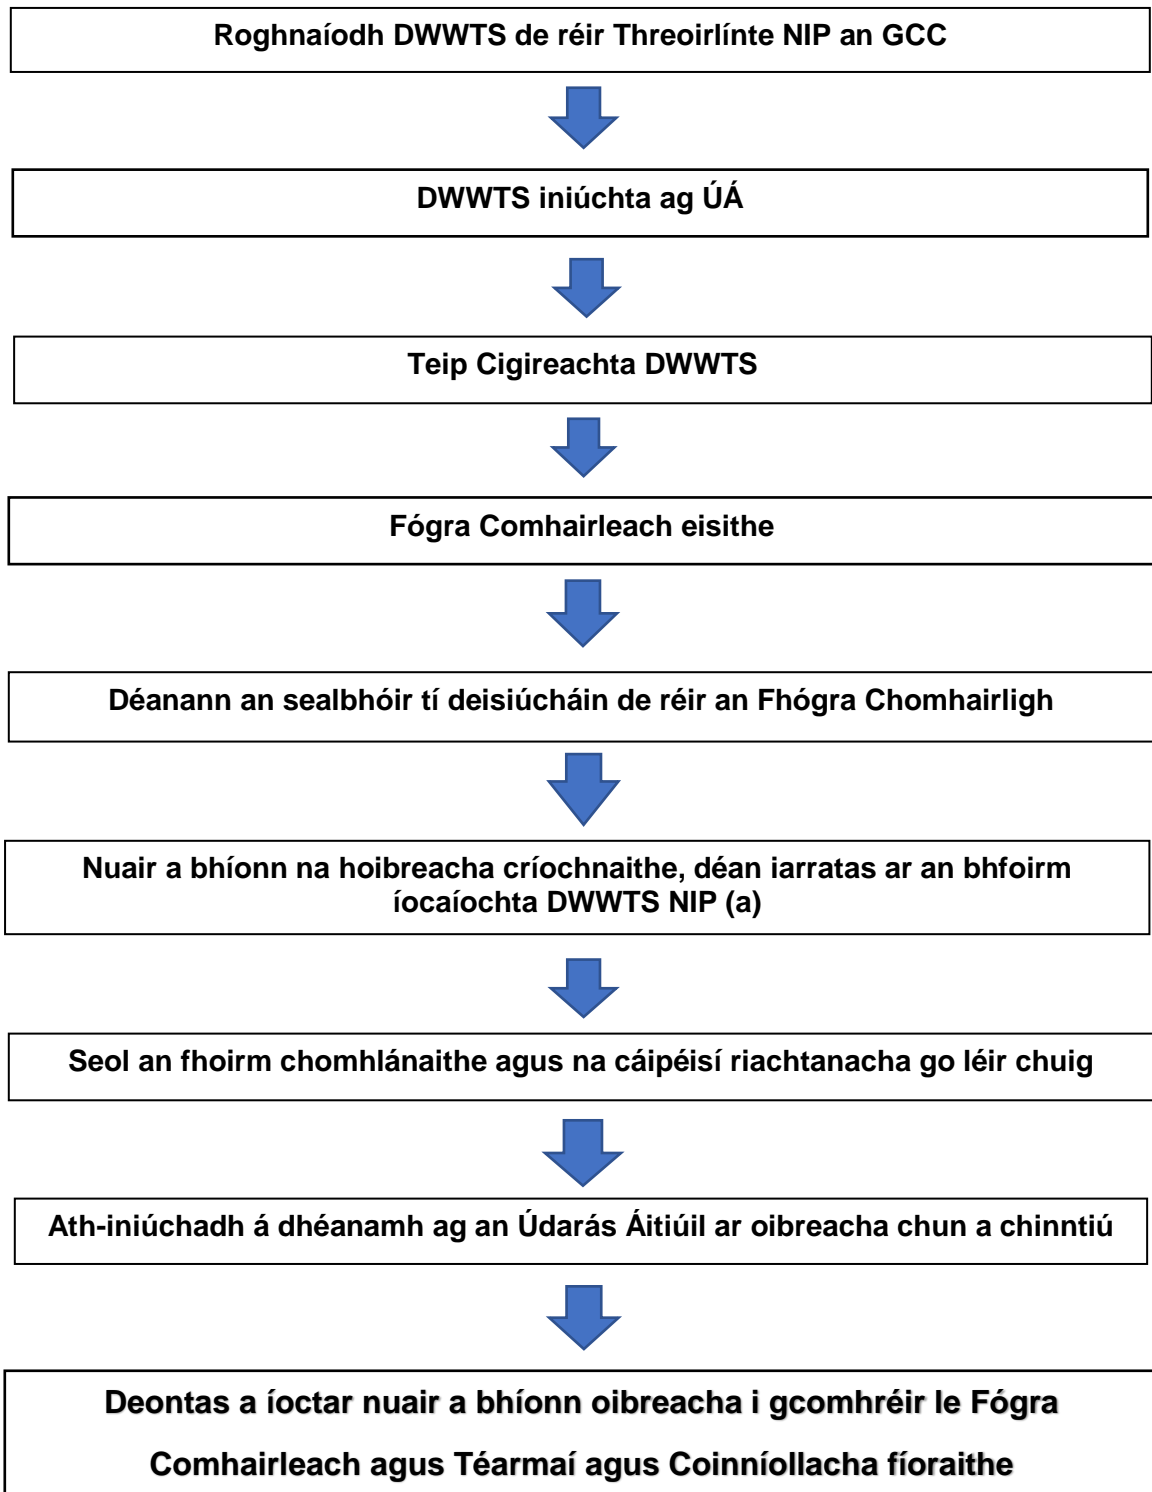 Roghnaíodh DWWTS de réir Threoirlínte NIP an GCC
DWWTS iniúchta ag ÚÁ
Teip Cigireachta DWWTS
Fógra Comhairleach eisithe
Déanann an sealbhóir tí deisiúcháin de réir an Fhógra Chomhairligh
Nuair a bhíonn na hoibreacha críochnaithe, déan iarratas ar an bhfoirm
íocaíochta DWWTS NIP (a)
Seol an fhoirm chomhlánaithe agus na cáipéisí riachtanacha go léir chuig
Ath-iniúchadh á dhéanamh ag an Údarás Áitiúil ar oibreacha chun a chinntiú
Deontas a íoctar nuair a bhíonn oibreacha i gcomhréir le Fógra
Comhairleach agus Téarmaí agus Coinníollacha fíoraithe